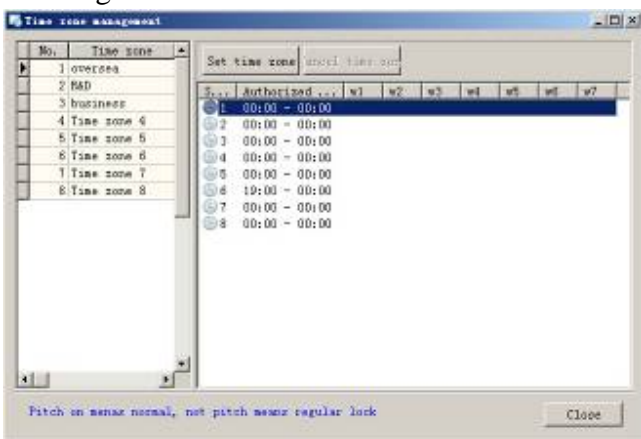 Time zone management
No. Time zone
1 oversea
2 R&D
3 business
4 Time zone 4
5 Time zone 5
6 Time zone 6
7 Time zone 7
8 Time zone 8
Set time zone
S... Authorized ... w1 w2 w3 w4 w5 w6 w7
1 00:00 - 00:00
2 00:00 - 00:00
3 00:00 - 00:00
4 00:00 - 00:00
5 00:00 - 00:00
6 19:00 - 00:00
7 00:00 - 00:00
8 00:00 - 00:00
Pitch on menas normal, not pitch means regular lock
Close